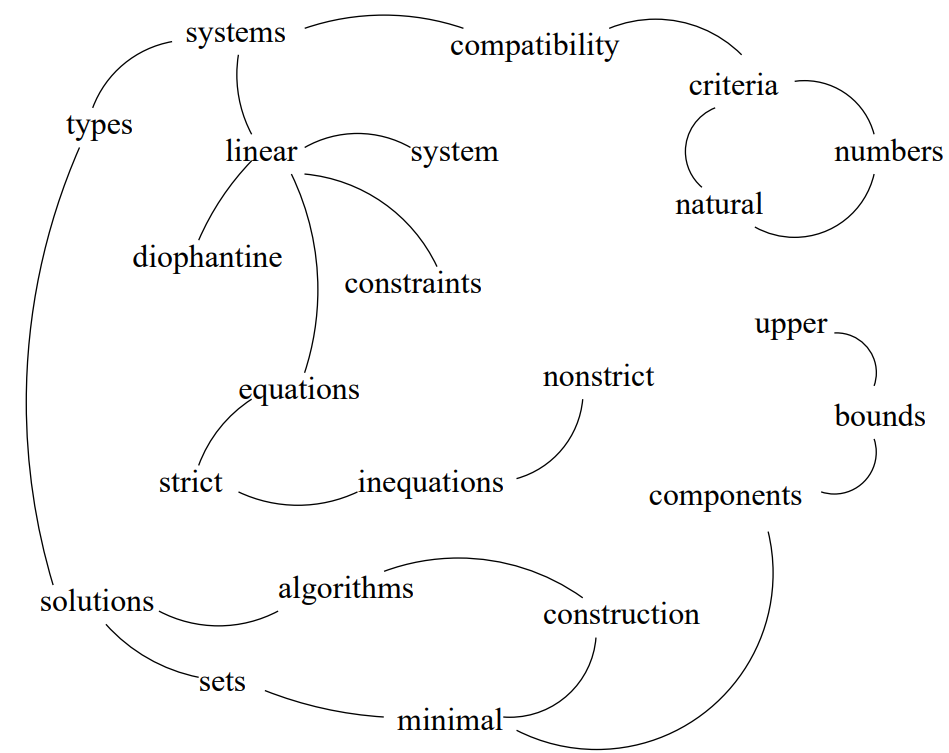 systems
compatibility
criteria
types
linear
system
numbers
natural
diophantine
constraints
upper
equations
nonstrict
bounds
strict
inequations
components
solutions
algorithms
construction
sets
minimal